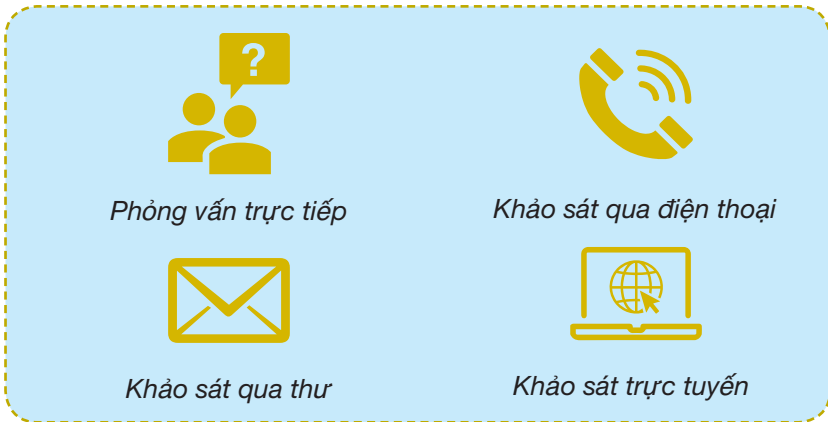 ?
Phỏng vấn trực tiếp
Khảo sát qua điện thoại
Khảo sát qua thư
Khảo sát trực tuyến